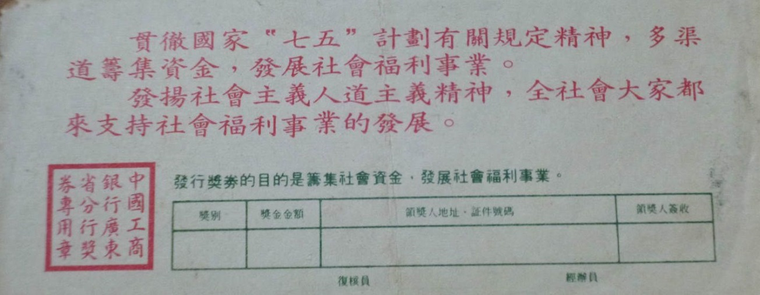 貫徹國家“七五”計劃有關規定精神，多渠
道籌集資金，發展社會福利事業。
發揚社會主義人道主義精神，全社會大家都
來支持社會福利事業的發展。
中國工商
銀行廣東
省分行獎
券專用章
發行獎券的目的是籌集社會資金，發展社會福利事業。
獎別 獎金金額 領獎人地址、証件號碼 領獎人簽收
復核員 經辦員